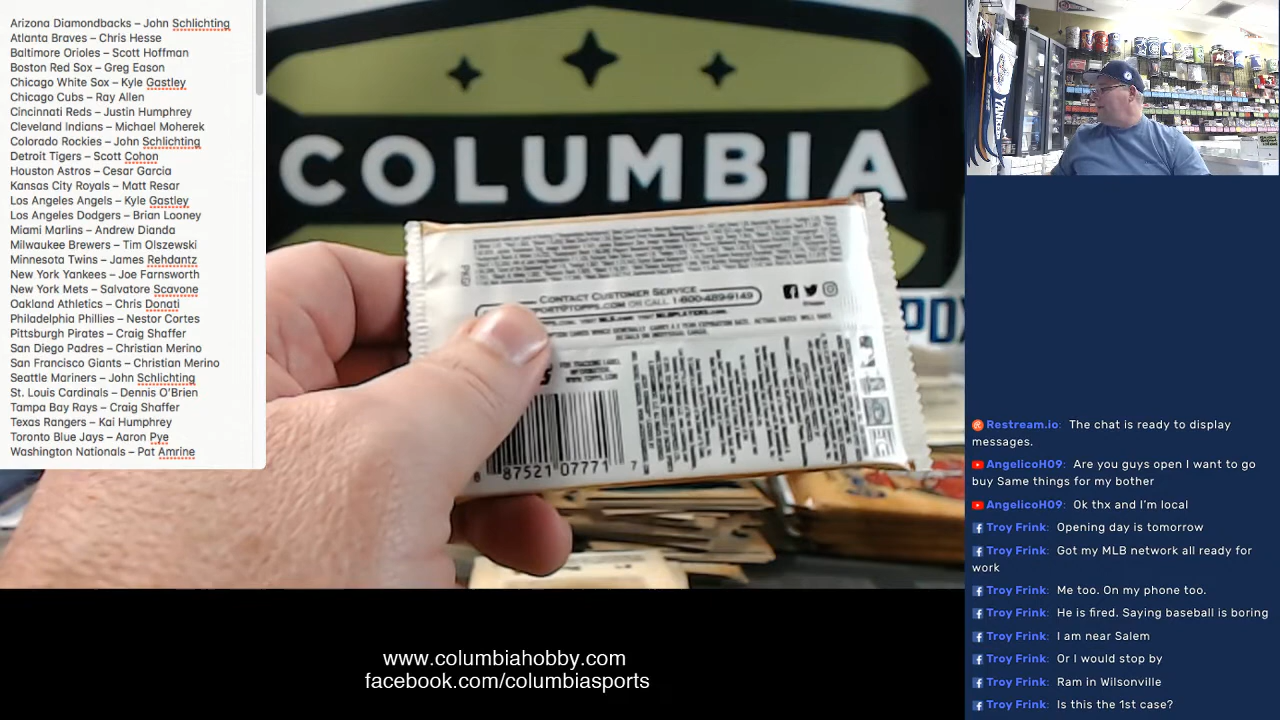 Arizona Diamondbacks – John Schlichting
Atlanta Braves – Chris Hesse
Baltimore Orioles – Scott Hoffman
Boston Red Sox – Greg Eason
Chicago White Sox – Kyle Gastley
Chicago Cubs – Ray Allen
Cincinnati Reds – Justin Humphrey
Cleveland Indians – Michael Moherek
Colorado Rockies – John Schlichting
Detroit Tigers – Scott Cohon
Houston Astros – Cesar Garcia
Kansas City Royals – Matt Resar
Los Angeles Angels – Kyle Gastley
Los Angeles Dodgers – Brian Looney
Miami Marlins – Andrew Dianda
Milwaukee Brewers – Tim Olszewski
Minnesota Twins – James Rehdantz
New York Yankees – Joe Farnsworth
New York Mets – Salvatore Scavone
Oakland Athletics – Chris Donati
Philadelphia Phillies – Nestor Cortes
Pittsburgh Pirates – Craig Shaffer
San Diego Padres – Christian Merino
San Francisco Giants – Christian Merino
Seattle Mariners – John Schlichting
St. Louis Cardinals – Dennis O'Brien
Tampa Bay Rays – Craig Shaffer
Texas Rangers – Kai Humphrey
Toronto Blue Jays – Aaron Pye
Washington Nationals – Pat Amrine
COLUMBIA
CONTACT CUSTOMER SERVICE
OR CALL 1-800-489-9149
87521 07771 7
www.columbiahobby.com
facebook.com/columbiasports
Restream.io: The chat is ready to display
messages.
AngelicoH09: Are you guys open I want to go
buy Same things for my bother
AngelicoH09: Ok thx and I'm local
Troy Frink: Opening day is tomorrow
Troy Frink: Got my MLB network all ready for
work
Troy Frink: Me too. On my phone too.
Troy Frink: He is fired. Saying baseball is boring
Troy Frink: I am near Salem
Troy Frink: Or I would stop by
Troy Frink: Ram in Wilsonville
Troy Frink: Is this the 1st case?